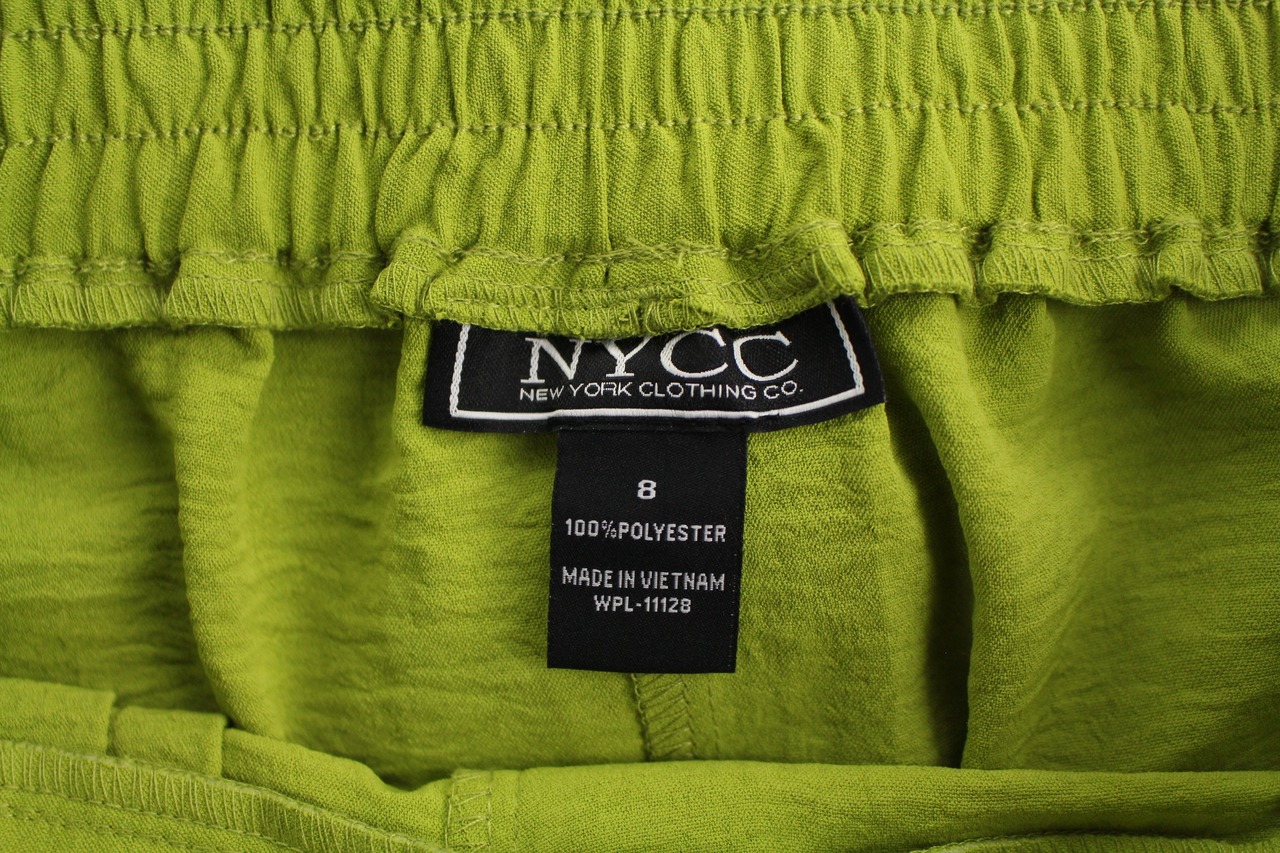 NYCC
NEW YORK CLOTHING CO.
8
100%POLYESTER
MADE IN VIETNAM
WPL-11128